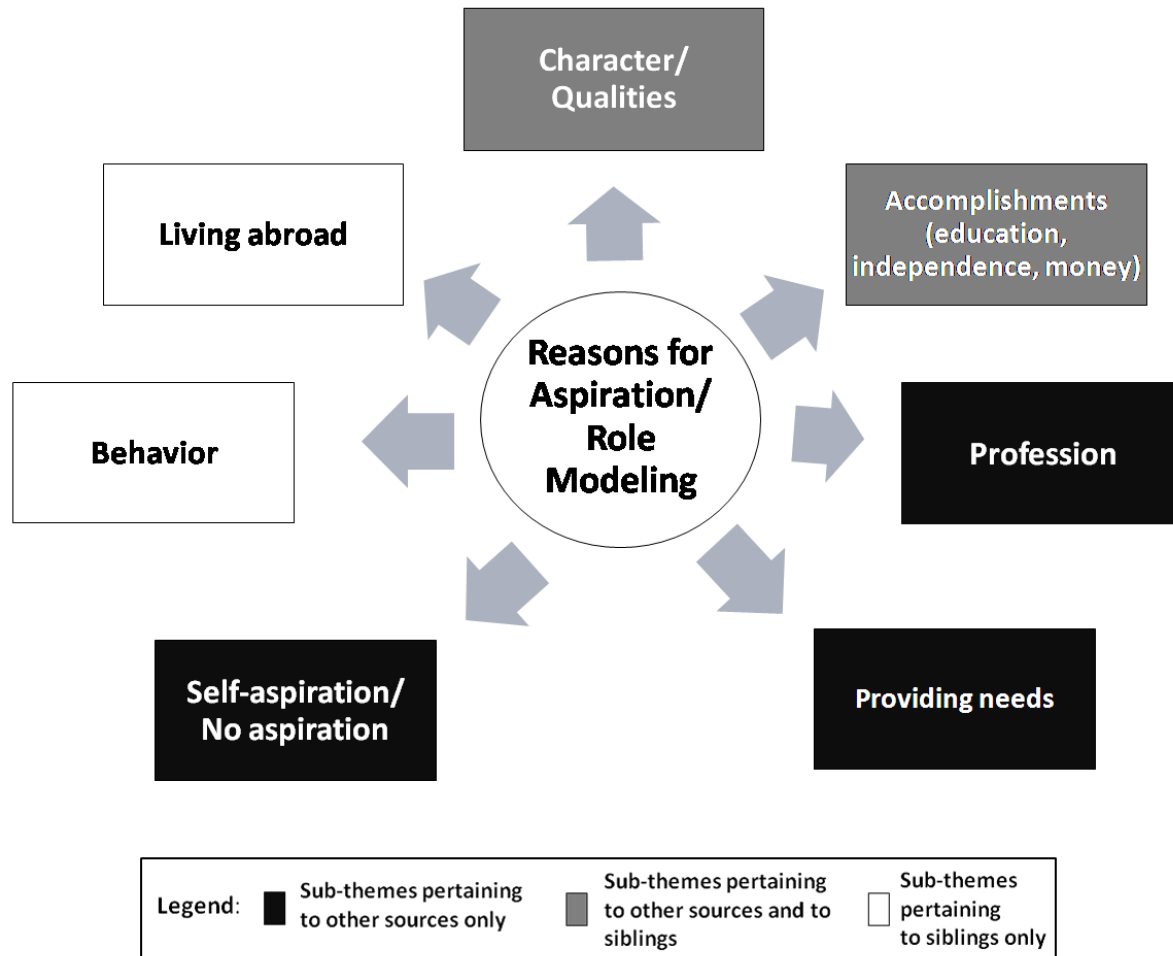 Character/
Qualities
Living abroad
Accomplishments
(education,
independence, money)
Reasons for
Aspiration/
Role
Modeling
Behavior
Profession
Self-aspiration/
No aspiration
Providing needs
Legend:
Sub-themes pertaining
to other sources only
Sub-themes pertaining
to other sources and to
siblings
Sub-themes
pertaining
to siblings only